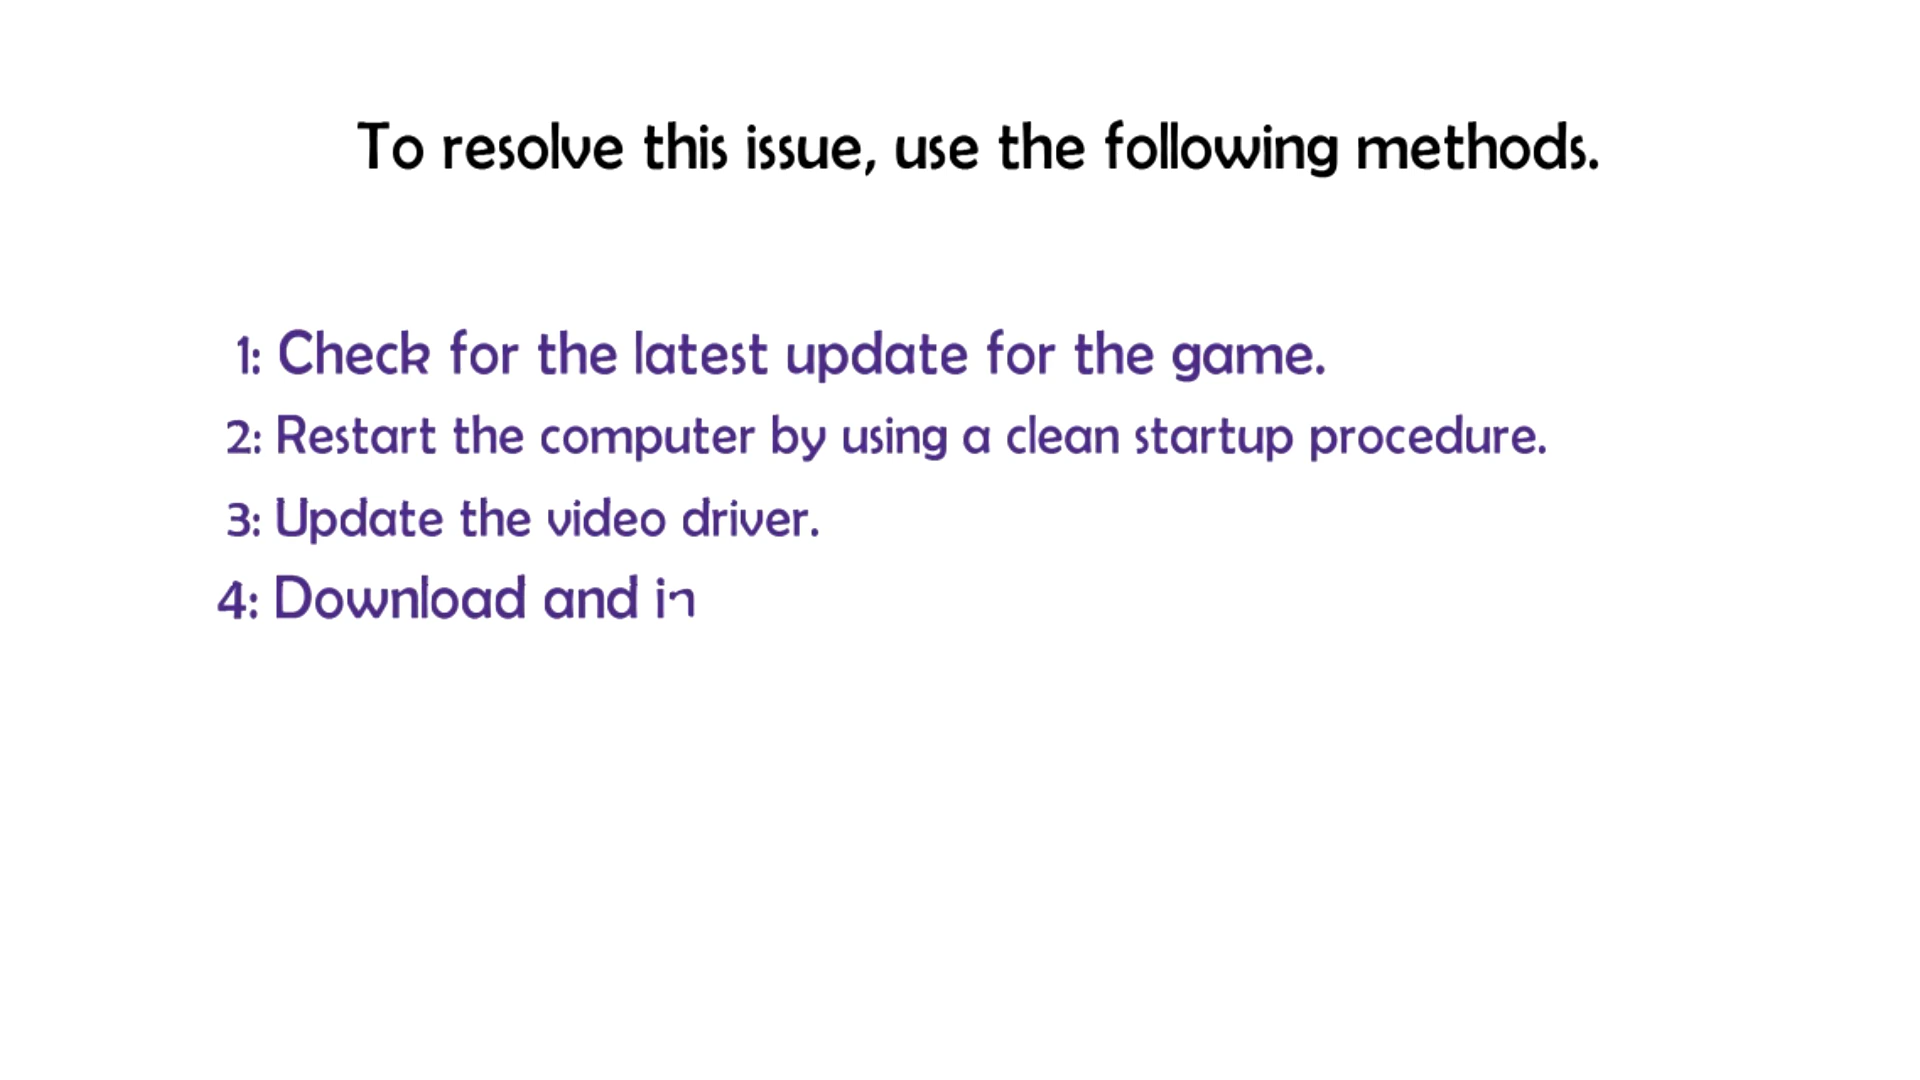 To resolve this issue, use the following methods.
1: Check for the latest update for the game.
2: Restart the computer by using a clean startup procedure.
3: Update the video driver.
4: Download and in